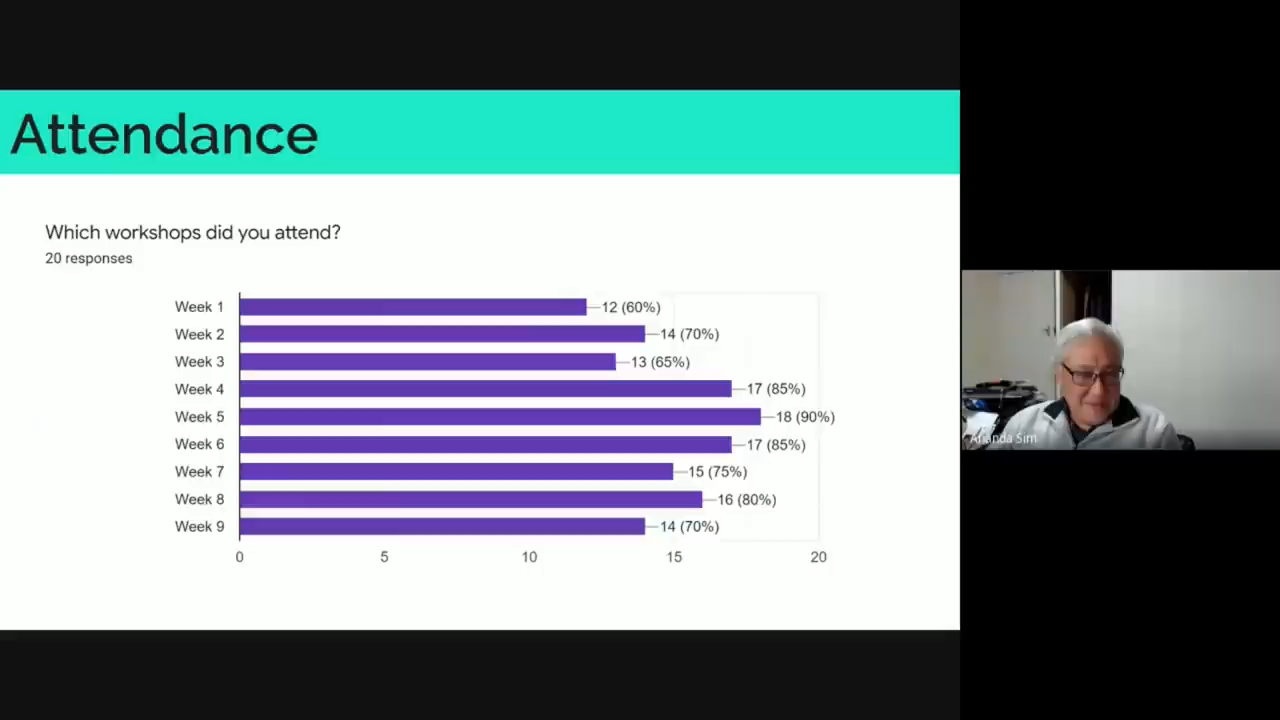 Attendance
Which workshops did you attend?
20 responses
Week 1 12 (60%)
Week 2 14 (70%)
Week 3 13 (65%)
Week 4 17 (85%)
Week 5 18 (90%)
Week 6 17 (85%)
Week 7 15 (75%)
Week 8 16 (80%)
Week 9 14 (70%)
0 5 10 15 20
Ananda Sim